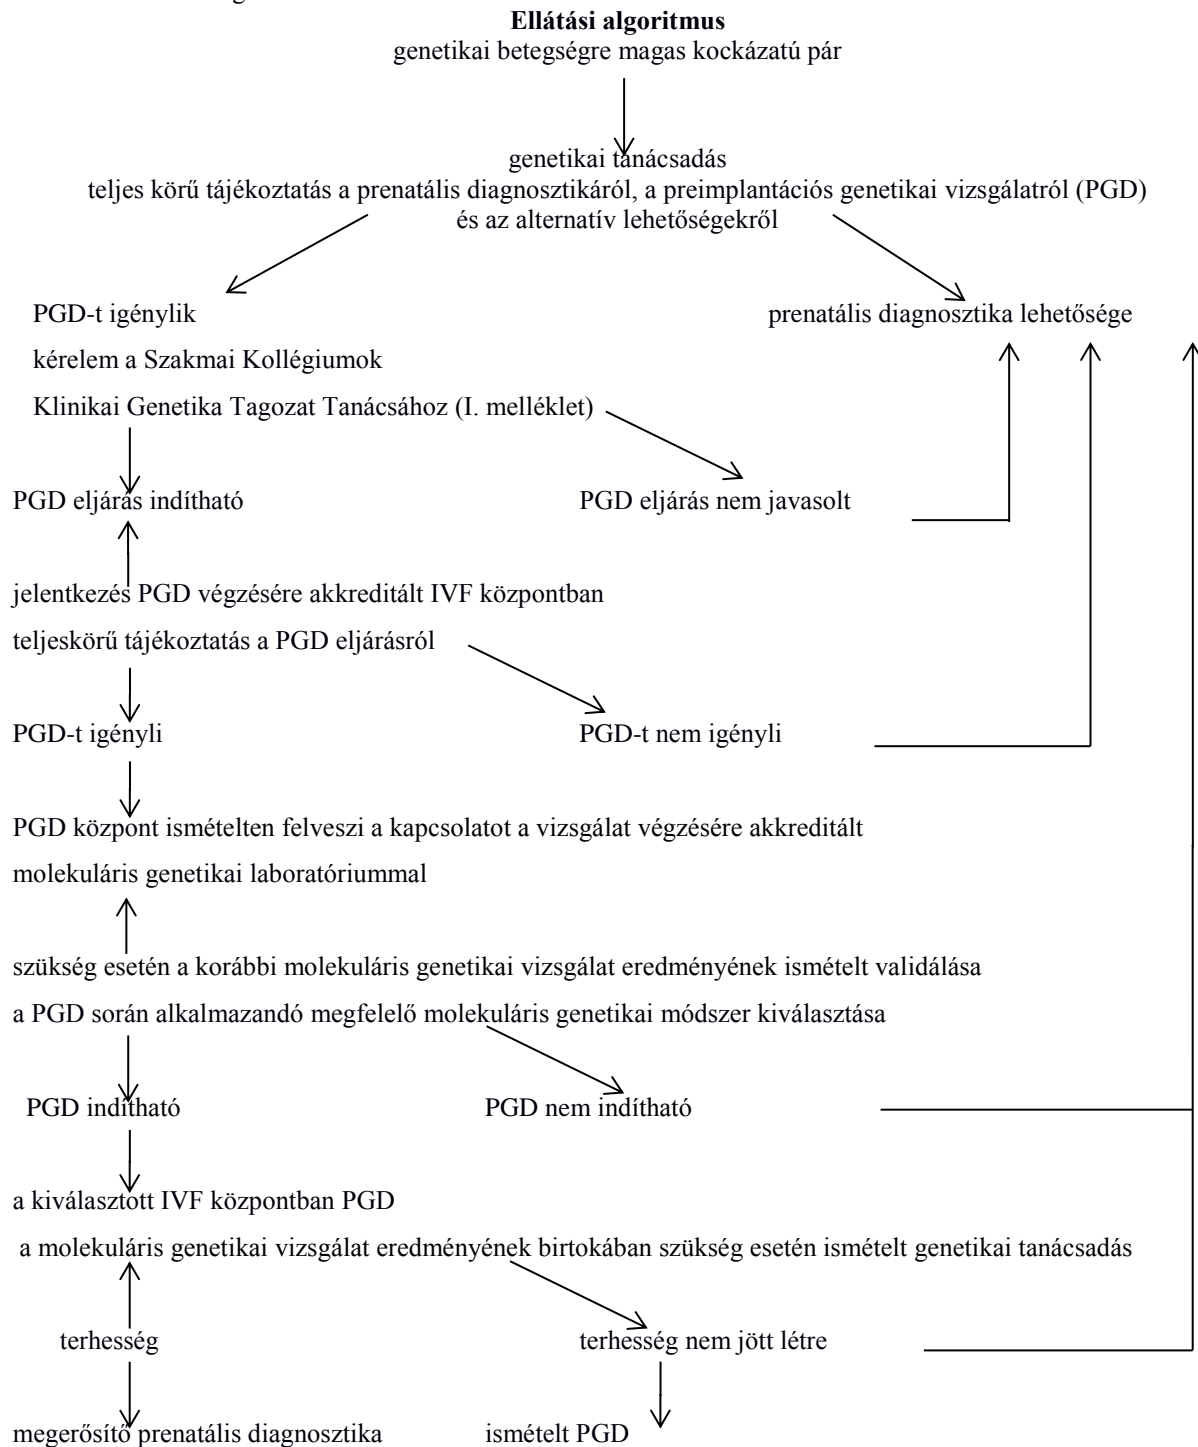 Ellátási algoritmus
genetikai betegségre magas kockázatú pár
genetikai tanácsadás
teljes körű tájékoztatás a prenatális diagnosztikáról, a preimplantációs genetikai vizsgálatról (PGD)
és az alternatív lehetőségekről
PGD-t igénylik
prenatális diagnosztika lehetősége
kérelem a Szakmai Kollégiumok
Klinikai Genetika Tagozat Tanácsához (I. melléklet)
PGD eljárás indítható
PGD eljárás nem javasolt
jelentkezés PGD végzésére akkreditált IVF központban
teljeskörű tájékoztatás a PGD eljárásról
PGD-t igényli
PGD-t nem igényli
PGD központ ismételten felveszi a kapcsolatot a vizsgálat végzésére akkreditált
molekuláris genetikai laboratóriummal
szükség esetén a korábbi molekuláris genetikai vizsgálat eredményének ismételt validálása
a PGD során alkalmazandó megfelelő molekuláris genetikai módszer kiválasztása
PGD indítható
PGD nem indítható
a kiválasztott IVF központban PGD
a molekuláris genetikai vizsgálat eredményének birtokában szükség esetén ismételt genetikai tanácsadás
terhesség
terhesség nem jött létre
megerősítő prenatális diagnosztika
ismételt PGD